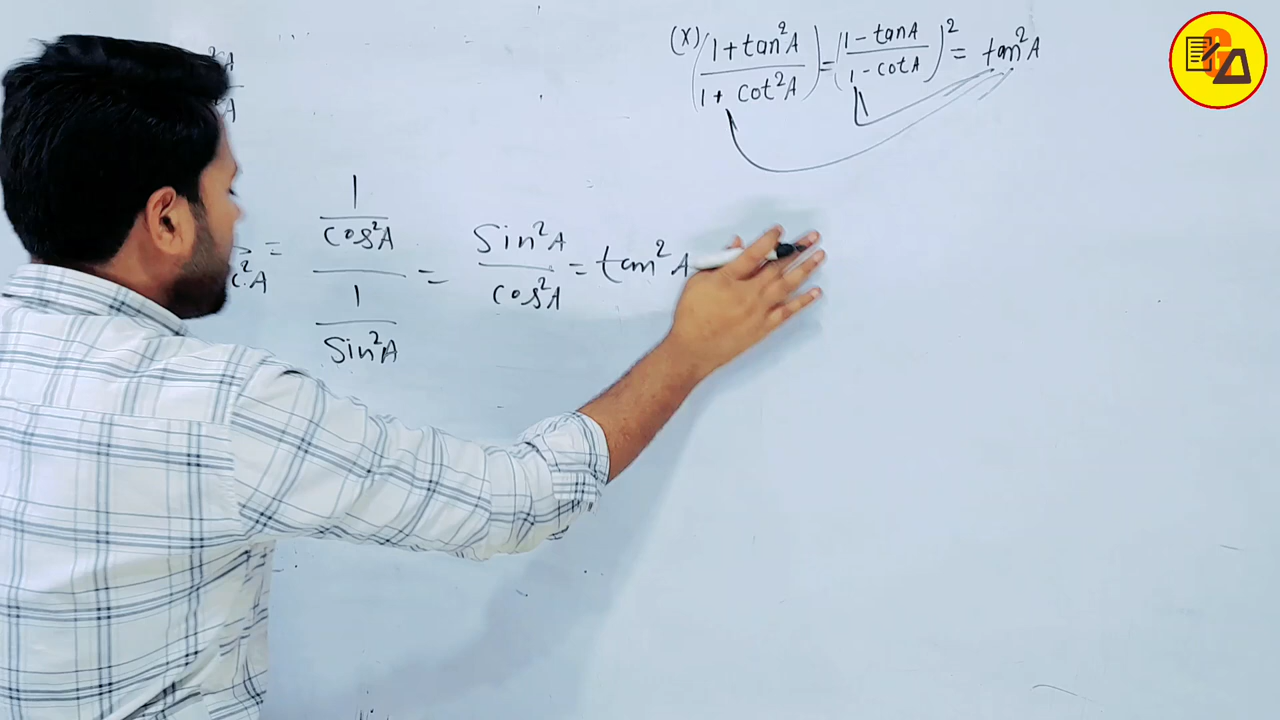 (X) (1+tan²A / 1+cot²A) = (1-tanA / 1-cotA)² = tan²A
= 1/cos²A / 1/Sin²A = Sin²A / cos²A = tan²A